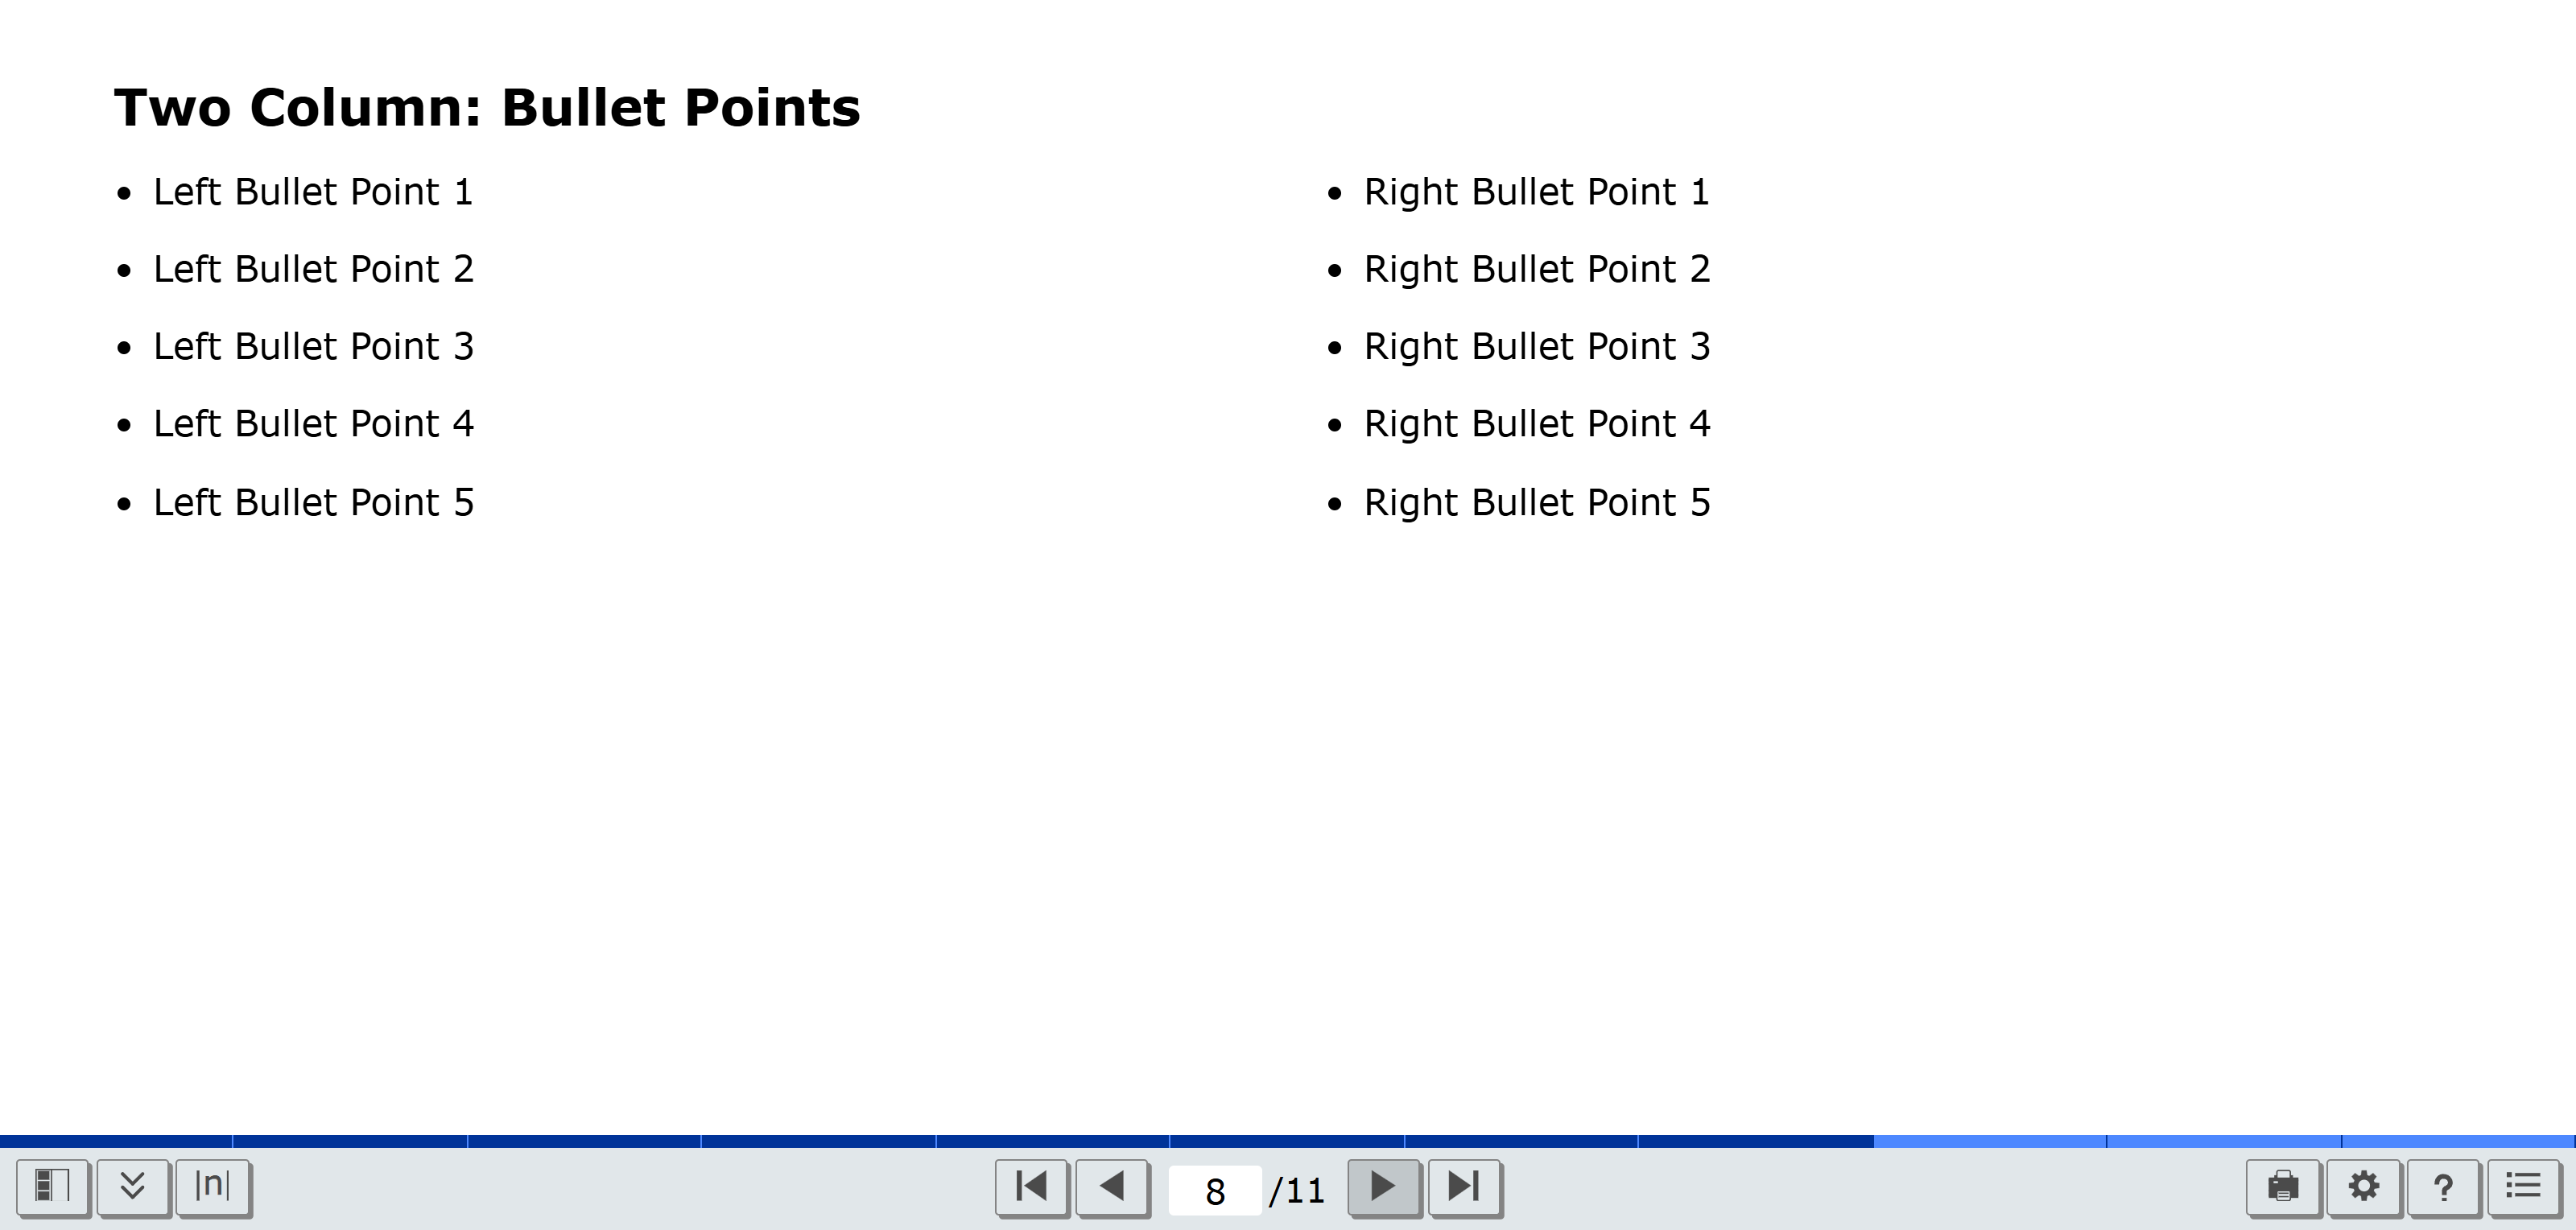 Two Column: Bullet Points
• Left Bullet Point 1
• Left Bullet Point 2
• Left Bullet Point 3
• Left Bullet Point 4
• Left Bullet Point 5
• Right Bullet Point 1
• Right Bullet Point 2
• Right Bullet Point 3
• Right Bullet Point 4
• Right Bullet Point 5
|n| 8 /11 ?